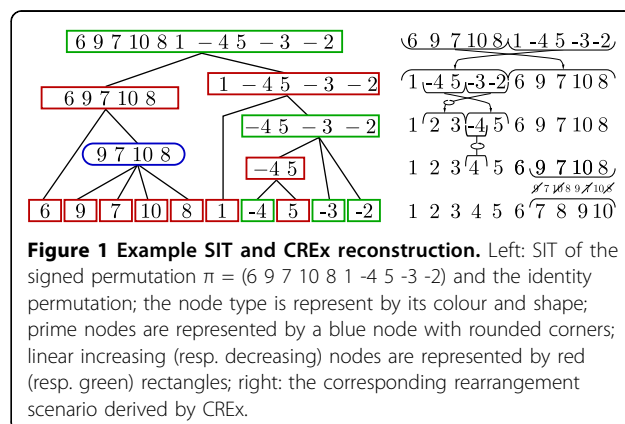 6 9 7 10 8 1 − 4 5 − 3 − 2
6 9 7 10 8
1 − 4 5 − 3 − 2
−4 5 − 3 − 2
9 7 10 8
−4 5
6 9 7 10 8 1 -4 5 -3 -2
6 9 7 10 8 1 -4 5 -3-2
1 -4 5 -3-2 6 9 7 10 8
1 2 3 -4 5 6 9 7 10 8
1 2 3 4 5 6 9 7 10 8
9 7 10 8 9 7 10 8
1 2 3 4 5 6 7 8 9 10
Figure 1 Example SIT and CREx reconstruction. Left: SIT of the
signed permutation π = (6 9 7 10 8 1 -4 5 -3 -2) and the identity
permutation; the node type is represent by its colour and shape;
prime nodes are represented by a blue node with rounded corners;
linear increasing (resp. decreasing) nodes are represented by red
(resp. green) rectangles; right: the corresponding rearrangement
scenario derived by CREx.